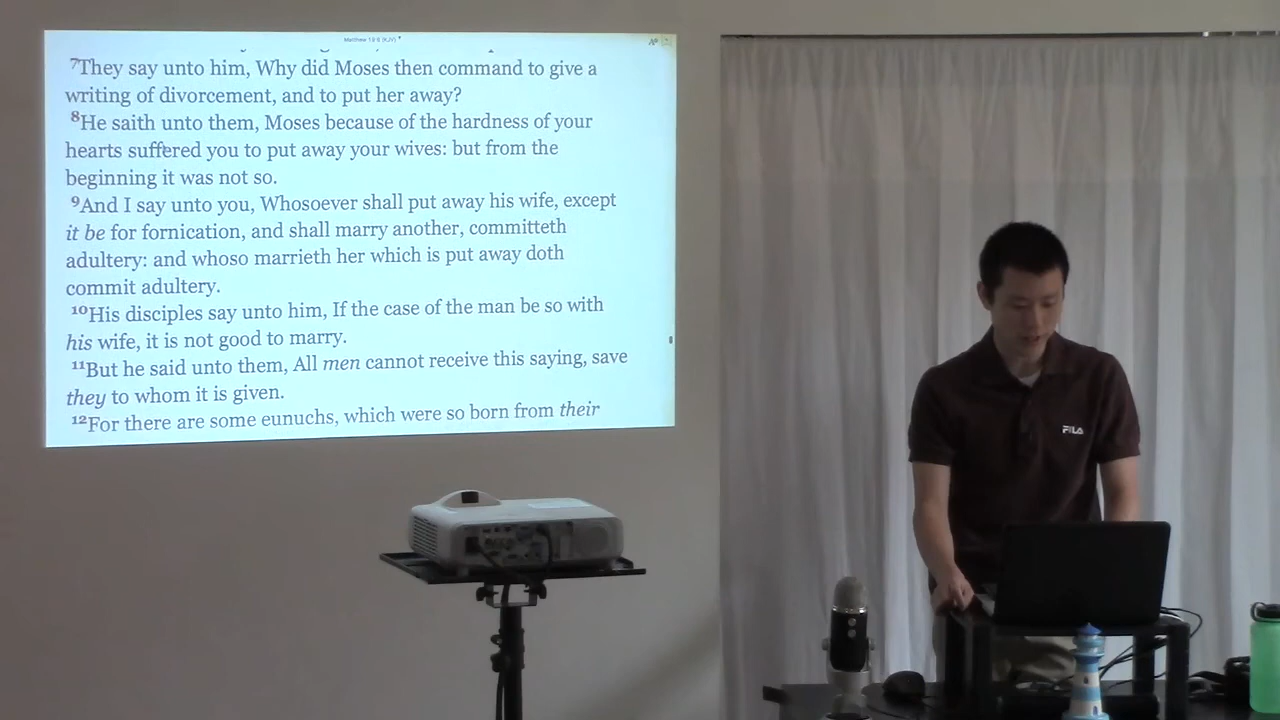 Matthew 19:8 (KJV)
7They say unto him, Why did Moses then command to give a
writing of divorcement, and to put her away?
8He saith unto them, Moses because of the hardness of your
hearts suffered you to put away your wives: but from the
beginning it was not so.
9And I say unto you, Whosoever shall put away his wife, except
it be for fornication, and shall marry another, committeth
adultery: and whoso marrieth her which is put away doth
commit adultery.
10His disciples say unto him, If the case of the man be so with
his wife, it is not good to marry.
11But he said unto them, All men cannot receive this saying, save
they to whom it is given.
12For there are some eunuchs, which were so born from their
FILA